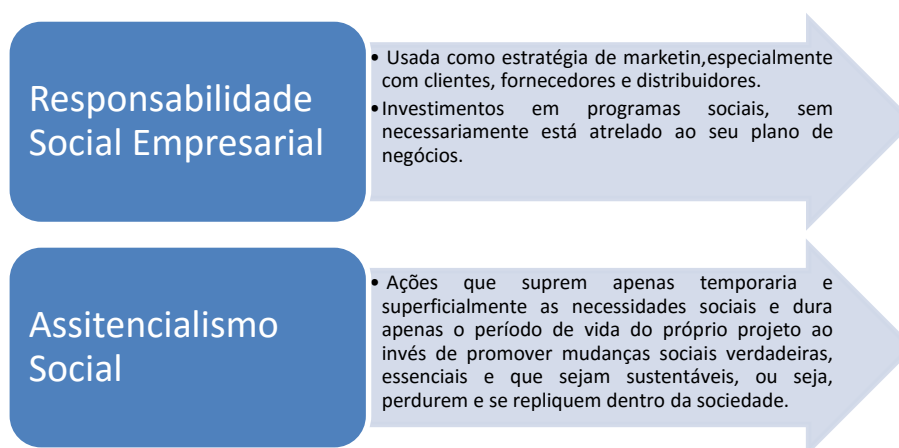 Responsabilidade
Social Empresarial
• Usada como estratégia de marketin,especialmente
com clientes, fornecedores e distribuidores.
•Investimentos em programas sociais, sem
necessariamente está atrelado ao seu plano de
negócios.
Assitencialismo
Social
• Ações que suprem apenas temporaria e
superficialmente as necessidades sociais e dura
apenas o período de vida do próprio projeto ao
invés de promover mudanças sociais verdadeiras,
essenciais e que sejam sustentáveis, ou seja,
perdurem e se repliquem dentro da sociedade.